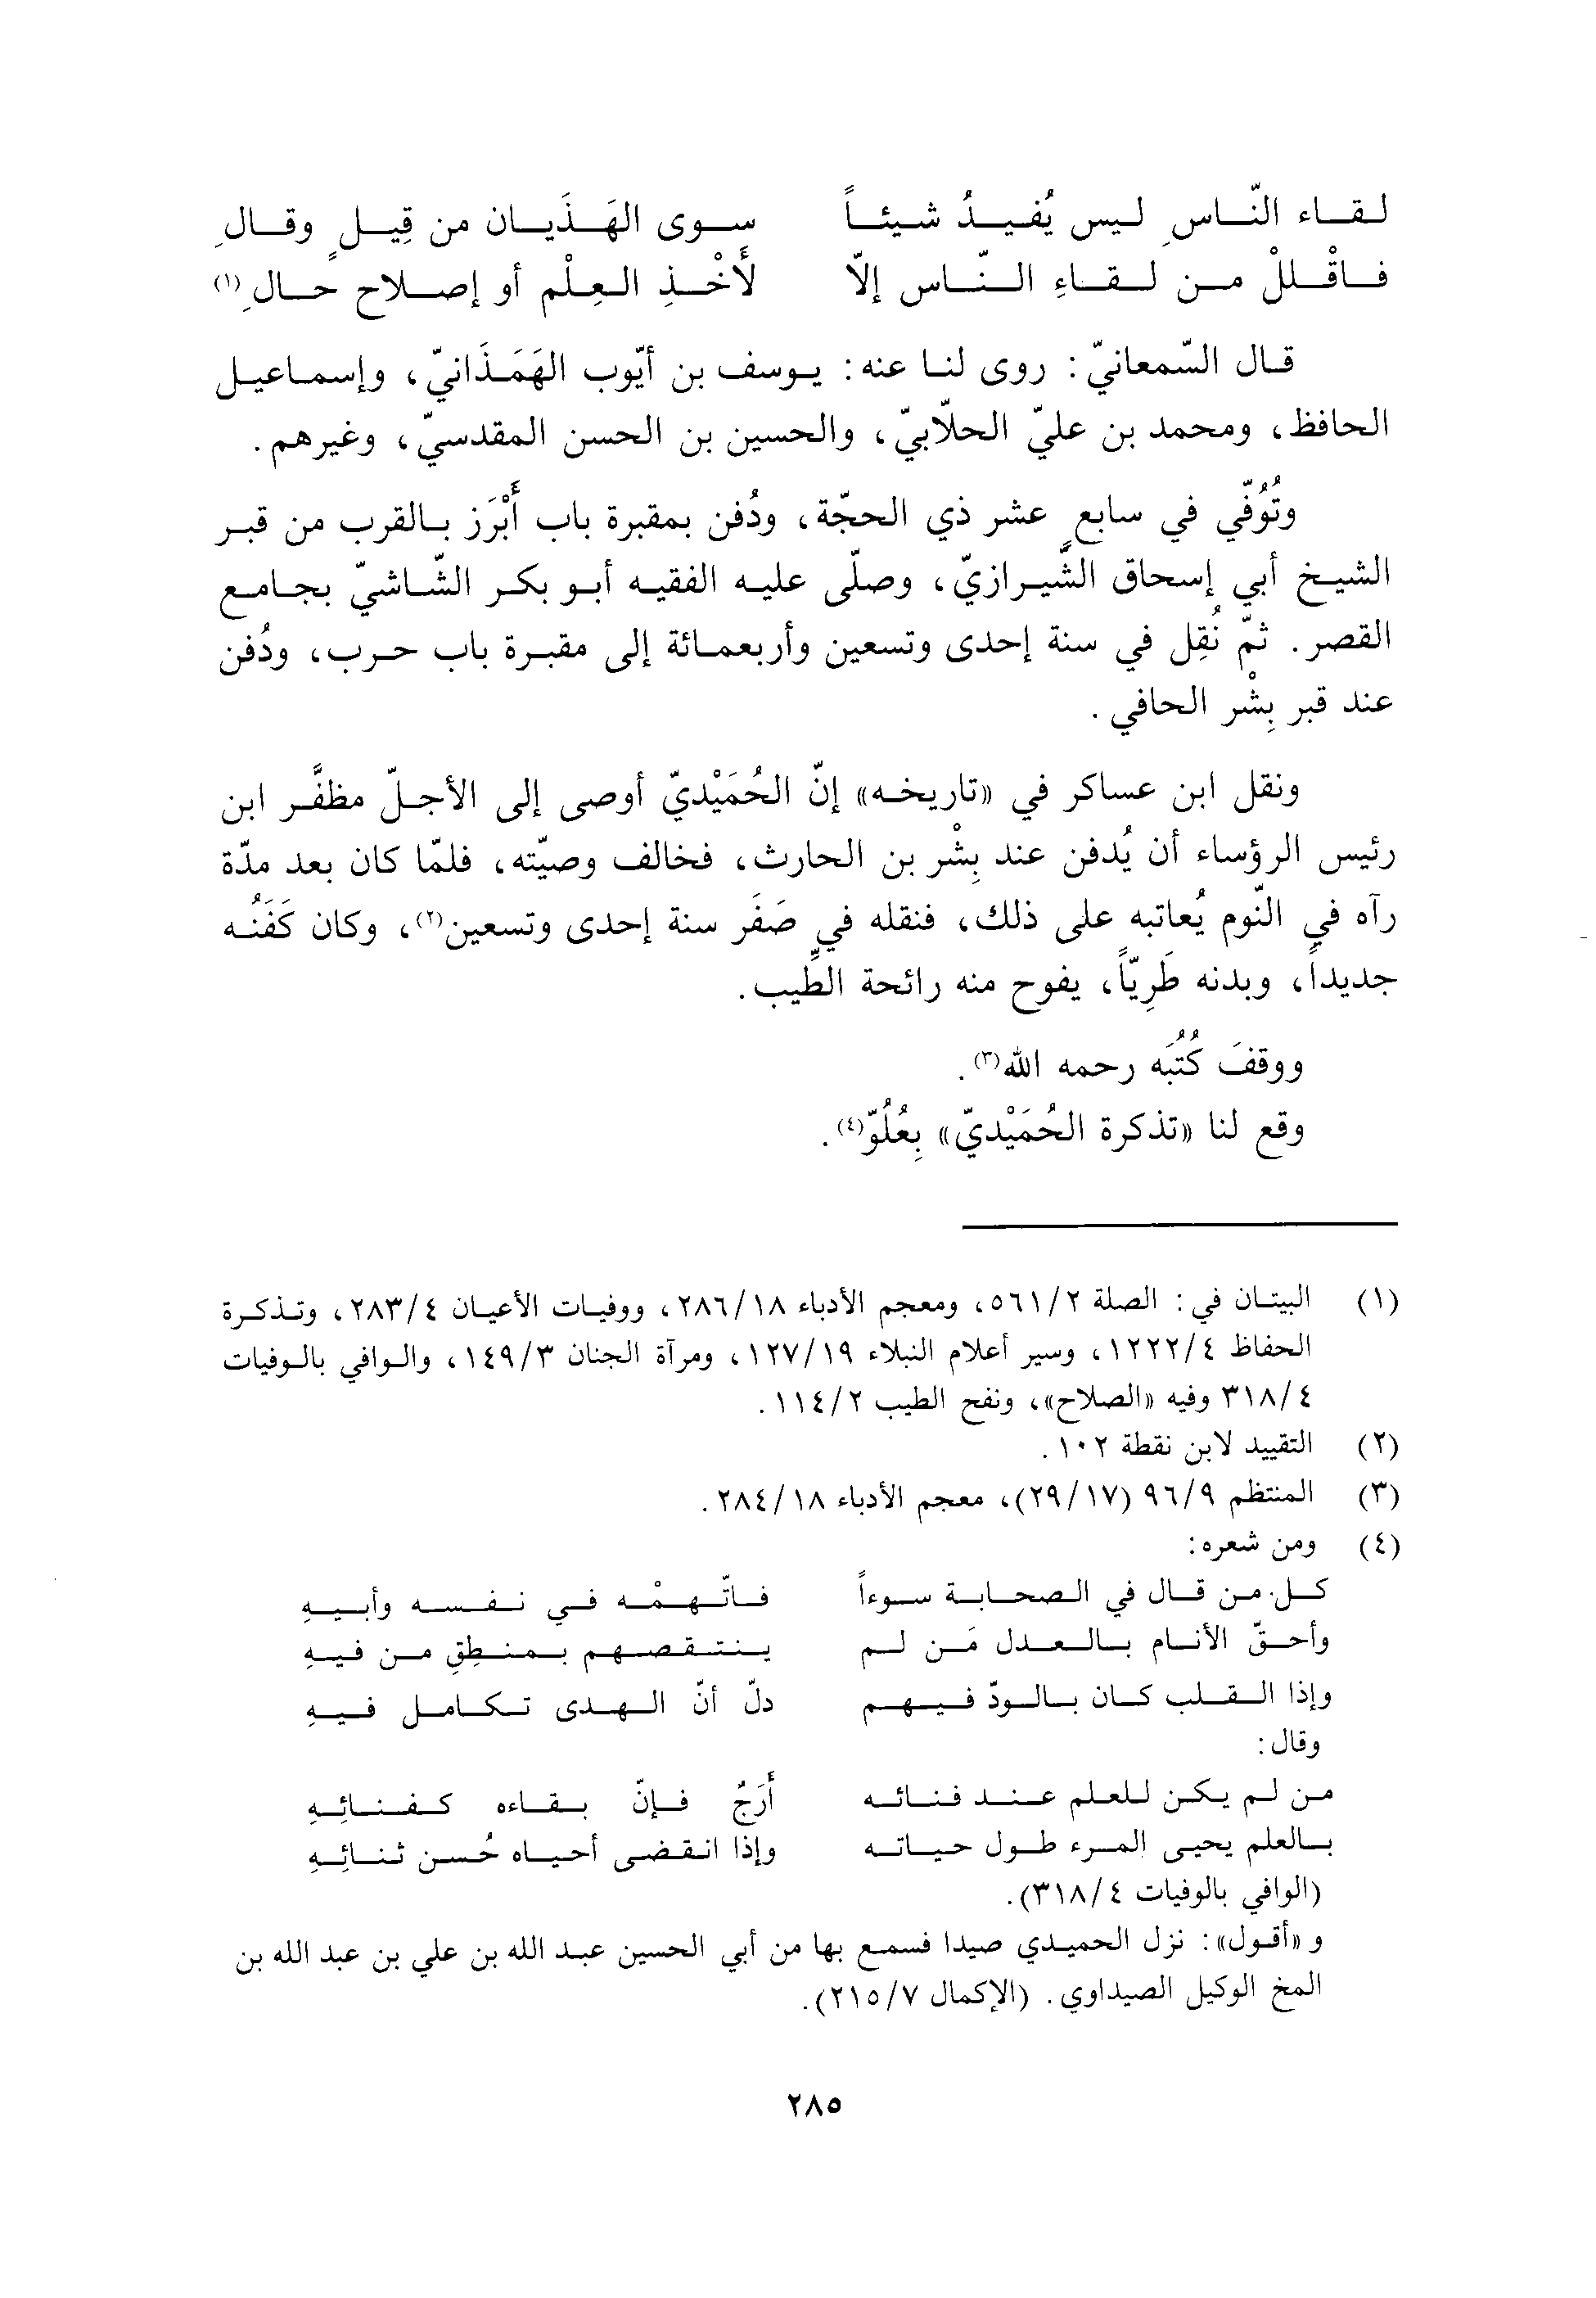 لقاء النّاسِ ليس يُفيدُ شيئاً سوى الهَذَيان من قِيلٍ وقالِ
فاقْللْ من لقاءِ النّاس إلاّ لَأَخْذِ العِلْم أو إصلاح حالِ(١)
قال السّمعانيّ: روى لنا عنه: يوسف بن أيّوب الهَمَذَانيّ، وإسماعيل
الحافظ، ومحمد بن عليّ الحلّابيّ، والحسين بن الحسن المقدسيّ، وغيرهم.
وتُوُفّي في سابع عشر ذي الحجّة، ودُفن بمقبرة باب أَبْرَز بالقرب من قبر
الشيخ أبي إسحاق الشّيرازيّ، وصلّى عليه الفقيه أبو بكر الشّاشيّ بجامع
القصر. ثمّ نُقِل في سنة إحدى وتسعين وأربعمائة إلى مقبرة باب حرب، ودُفن
عند قبر بِشْر الحافي.
ونقل ابن عساكر في «تاريخه» إنّ الحُمَيْديّ أوصى إلى الأجلّ مظفَّر ابن
رئيس الرؤساء أن يُدفن عند بِشْر بن الحارث، فخالف وصيّته، فلمّا كان بعد مدّة
رآه في النّوم يُعاتبه على ذلك، فنقله في صَفَر سنة إحدى وتسعين(٢)، وكان كَفَنُه
جديداً، وبدنه طَرِيّاً، يفوح منه رائحة الطِّيب.
ووقفَ كُتُبَه رحمه الله(٣).
وقع لنا «تذكرة الحُمَيْديّ» بِعُلُوّ(٤).
(١) البيتان في: الصلة ٥٦١/٢، ومعجم الأدباء ٢٨٦/١٨، ووفيات الأعيان ٢٨٣/٤، وتذكرة
الحفاظ ١٢٢٢/٤، وسير أعلام النبلاء ١٢٧/١٩، ومرآة الجنان ١٤٩/٣، والوافي بالوفيات
٣١٨/٤ وفيه «الصلاح»، ونفح الطيب ١١٤/٢.
(٢) التقييد لابن نقطة ١٠٢.
(٣) المنتظم ٩٦/٩ (٢٩/١٧)، معجم الأدباء ٢٨٤/١٨.
(٤) ومن شعره:
كل من قال في الصحابة سوءاً فاتّهمْه في نفسه وأبيهِ
وأحقّ الأنام بالعدل مَن لم ينتقصهم بمنطِقِ من فيهِ
وإذا القلب كان بالودّ فيهم دلّ أنّ الهدى تكامل فيهِ
وقال:
من لم يكن للعلم عند فنائه أَرَجٌ فإنّ بقاءه كفنائِهِ
بالعلم يحيى المرء طول حياته وإذا انقضى أحياه حُسن ثنائِهِ
(الوافي بالوفيات ٣١٨/٤).
و «أقول»: نزل الحميدي صيدا فسمع بها من أبي الحسين عبد الله بن علي بن عبد الله بن
المخ الوكيل الصيداوي. (الإكمال ٢١٥/٧).
٢٨٥